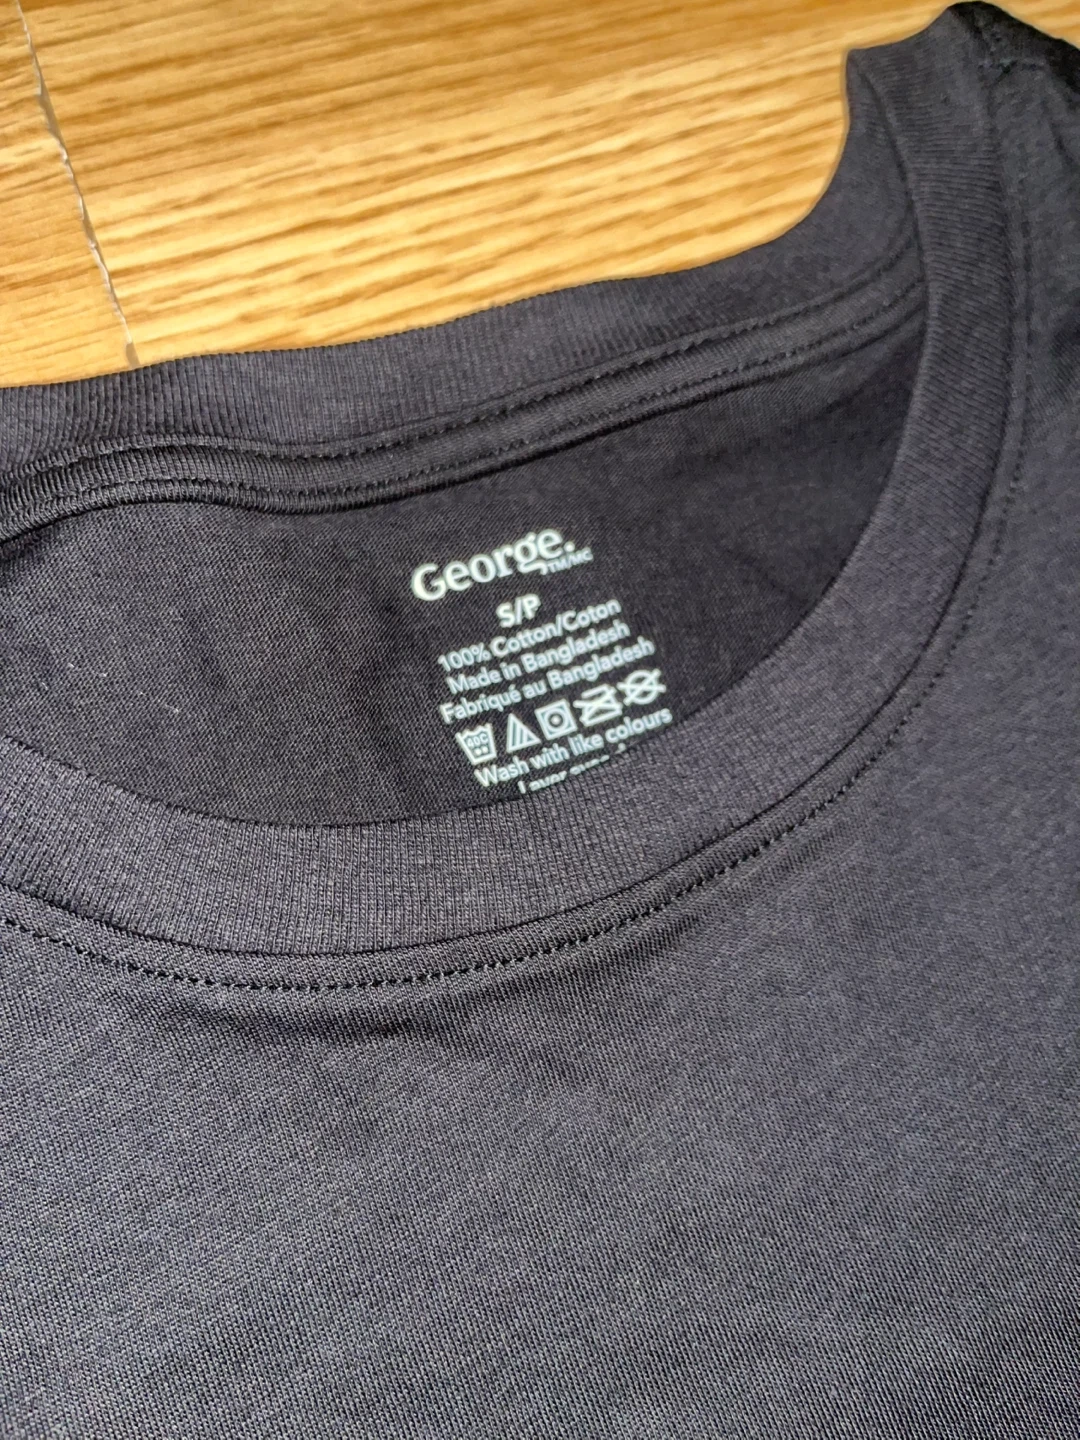 George.
TM/MC
S/P
100% Cotton/Coton
Made in Bangladesh
Fabriqué au Bangladesh
Wash with like colours